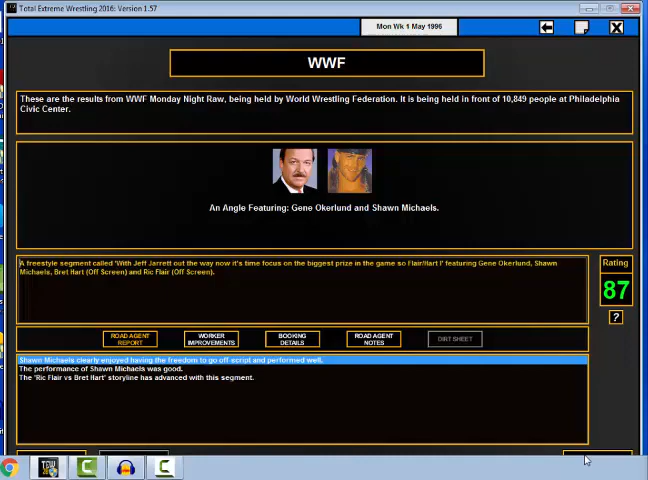 Total Extreme Wrestling 2016: Version 1.57
Mon Wk 1 May 1996
WWF
These are the results from WWF Monday Night Raw, being held by World Wrestling Federation. It is being held in front of 10,849 people at Philadelphia
Civic Center.
An Angle Featuring: Gene Okerlund and Shawn Michaels.
A freestyle segment called 'With Jeff Jarrett out the way now it's time focus on the biggest prize in the game so Flair/Hart I' featuring Gene Okerlund, Shawn
Michaels, Bret Hart (Off Screen) and Ric Flair (Off Screen).
Rating
87
?
ROAD AGENT
REPORT
WORKER
IMPROVEMENTS
BOOKING
DETAILS
ROAD AGENT
NOTES
DIRT SHEET
Shawn Michaels clearly enjoyed having the freedom to go off script and performed well.
The performance of Shawn Michaels was good.
The 'Ric Flair vs Bret Hart' storyline has advanced with this segment.